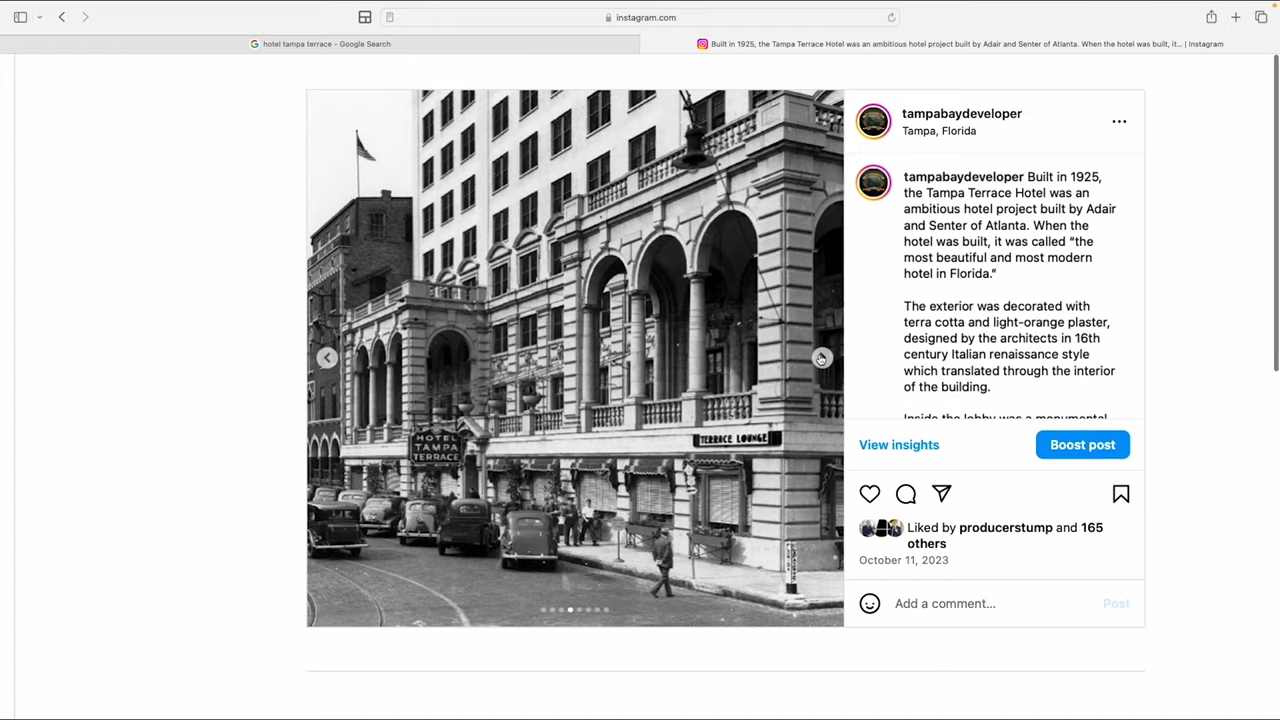 instagram.com
hotel tampa terrace - Google Search
Built in 1925, the Tampa Terrace Hotel was an ambitious hotel project built by Adair and Senter of Atlanta. When the hotel was built, it... | Instagram
tampabaydeveloper
Tampa, Florida
tampabaydeveloper Built in 1925,
the Tampa Terrace Hotel was an
ambitious hotel project built by Adair
and Senter of Atlanta. When the
hotel was built, it was called “the
most beautiful and most modern
hotel in Florida.”
The exterior was decorated with
terra cotta and light-orange plaster,
designed by the architects in 16th
century Italian renaissance style
which translated through the interior
of the building.
Inside the lobby was a monumental
HOTEL
TAMPA
TERRACE
TERRACE LOUNGE
View insights
Boost post
Liked by producerstump and 165
others
October 11, 2023
Add a comment...
Post